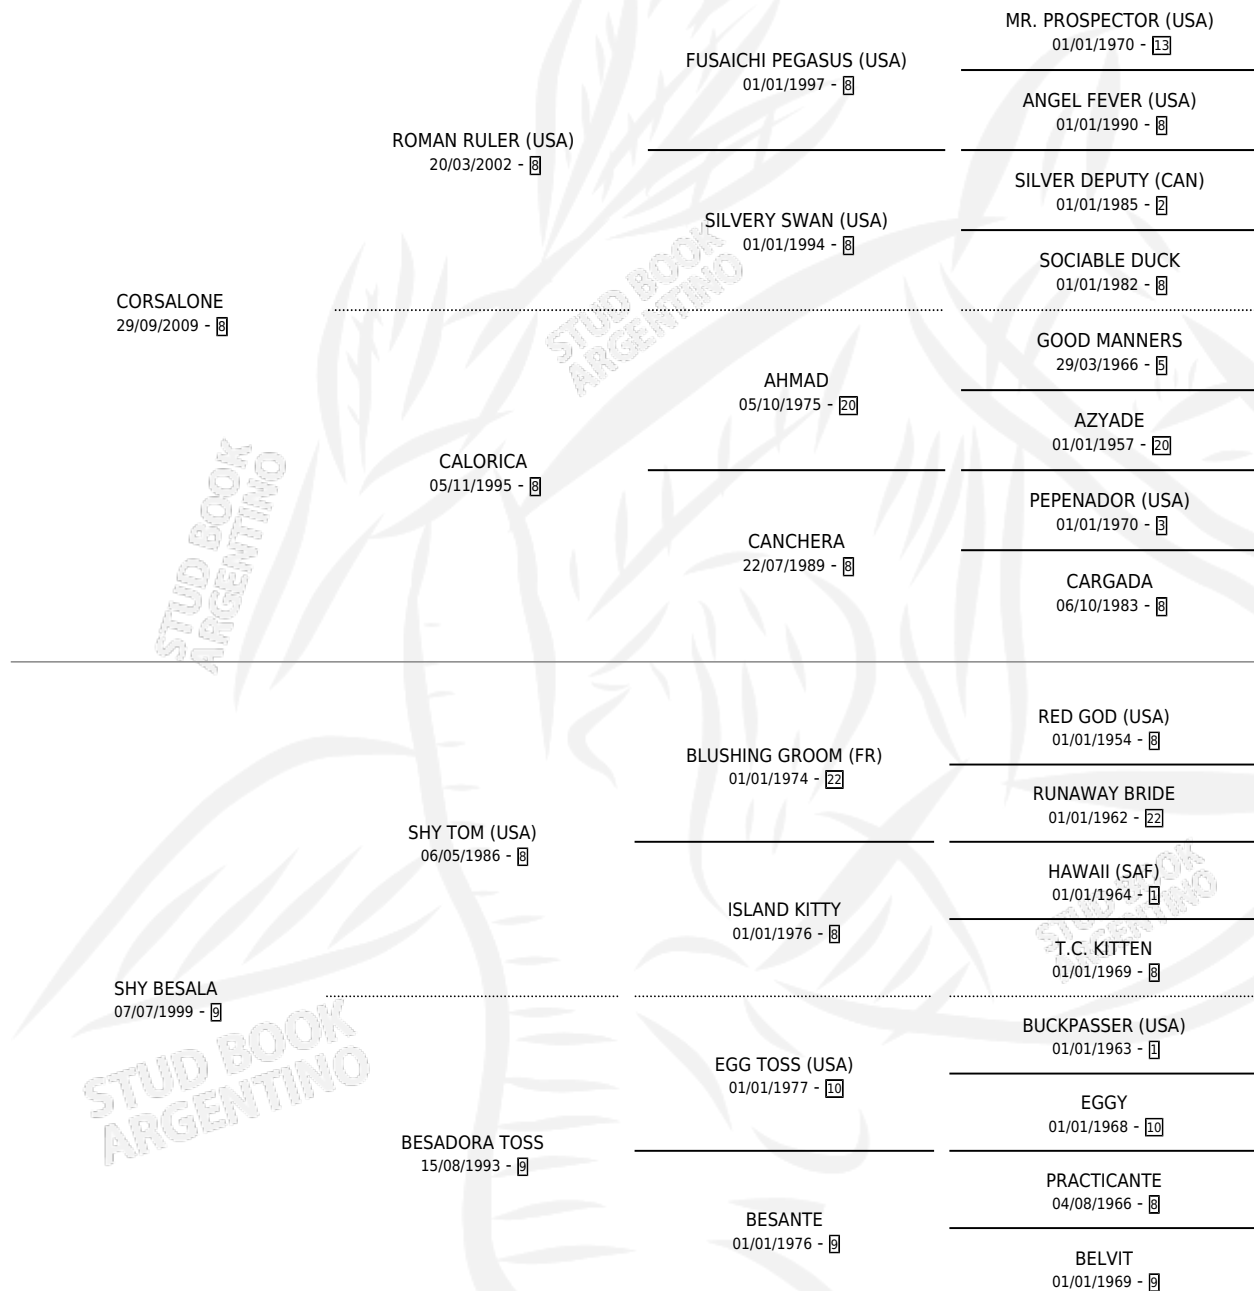 MR. PROSPECTOR (USA)
01/01/1970 - 13
FUSAICHI PEGASUS (USA)
01/01/1997 - 8
ANGEL FEVER (USA)
01/01/1990 - 8
ROMAN RULER (USA)
20/03/2002 - 8
SILVER DEPUTY (CAN)
01/01/1985 - 2
SILVERY SWAN (USA)
01/01/1994 - 8
SOCIABLE DUCK
01/01/1982 - 8
CORSALONE
29/09/2009 - 8
GOOD MANNERS
29/03/1966 - 5
AHMAD
05/10/1975 - 20
AZYADE
01/01/1957 - 20
CALORICA
05/11/1995 - 8
PEPENADOR (USA)
01/01/1970 - 3
CANCHERA
22/07/1989 - 8
CARGADA
06/10/1983 - 8
STUD BOOK
ARGENTINO
STUD BOOK
ARGENTINO
RED GOD (USA)
01/01/1954 - 8
BLUSHING GROOM (FR)
01/01/1974 - 22
RUNAWAY BRIDE
01/01/1962 - 22
SHY TOM (USA)
06/05/1986 - 8
HAWAII (SAF)
01/01/1964 - 1
ISLAND KITTY
01/01/1976 - 8
T.C. KITTEN
01/01/1969 - 8
SHY BESALA
07/07/1999 - 9
BUCKPASSER (USA)
01/01/1963 - 1
EGG TOSS (USA)
01/01/1977 - 10
EGGY
01/01/1968 - 10
BESADORA TOSS
15/08/1993 - 9
PRACTICANTE
04/08/1966 - 8
BESANTE
01/01/1976 - 9
BELVIT
01/01/1969 - 9
STUD BOOK
ARGENTINO
STUD BOOK
ARGENTINO